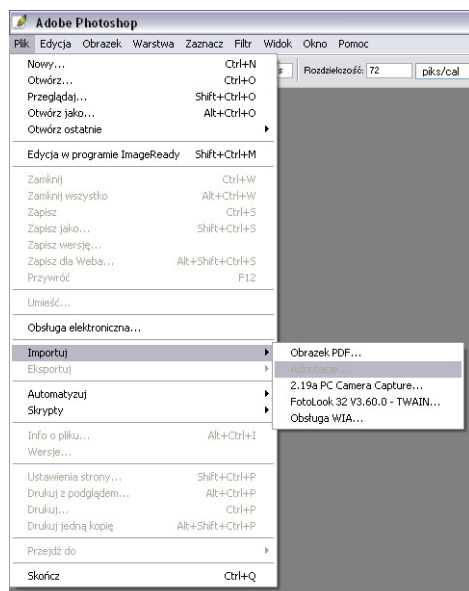 Adobe Photoshop
Plik Edycja Obrazek Warstwa Zaznacz Filtr Widok Okno Pomoc
s Rozdzielczość: 72 piks/cal
Nowy... Ctrl+N
Otwórz... Ctrl+O
Przeglądaj... Shift+Ctrl+O
Otwórz jako... Alt+Ctrl+O
Otwórz ostatnie
Edycja w programie ImageReady Shift+Ctrl+M
Zamknij Ctrl+W
Zamknij wszystko Alt+Ctrl+W
Zapisz Ctrl+S
Zapisz jako... Shift+Ctrl+S
Zapisz wersję...
Zapisz dla Weba... Alt+Shift+Ctrl+S
Przywróć F12
Umieść...
Obsługa elektroniczna...
Importuj
Eksportuj
Automatyzuj
Skrypty
Info o pliku... Alt+Ctrl+I
Wersje...
Ustawienia strony... Shift+Ctrl+P
Drukuj z podglądem... Alt+Ctrl+P
Drukuj... Ctrl+P
Drukuj jedną kopię Alt+Shift+Ctrl+P
Przejdź do
Skończ Ctrl+Q
Obrazek PDF...
Adnotacje...
2.19a PC Camera Capture...
FotoLook 32 V3.60.0 - TWAIN...
Obsługa WIA...